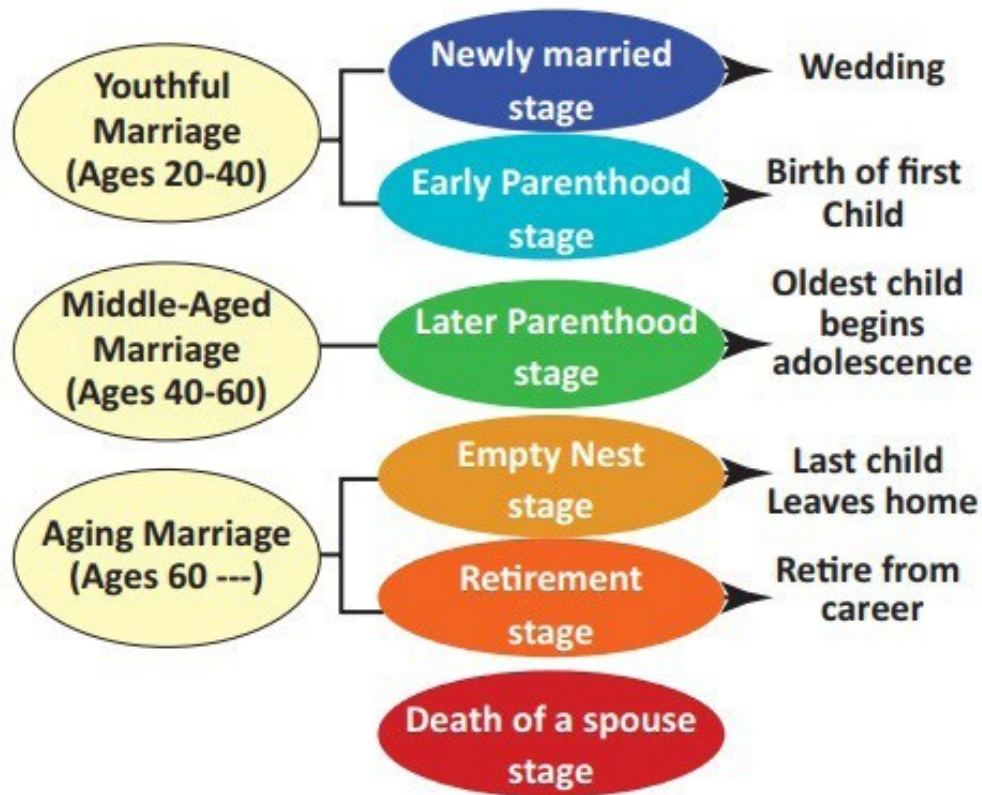 Youthful
Marriage
(Ages 20-40)
Newly married
stage
Wedding
Early Parenthood
stage
Birth of first
Child
Middle-Aged
Marriage
(Ages 40-60)
Later Parenthood
stage
Oldest child
begins
adolescence
Aging Marriage
(Ages 60 ---)
Empty Nest
stage
Last child
Leaves home
Retirement
stage
Retire from
career
Death of a spouse
stage